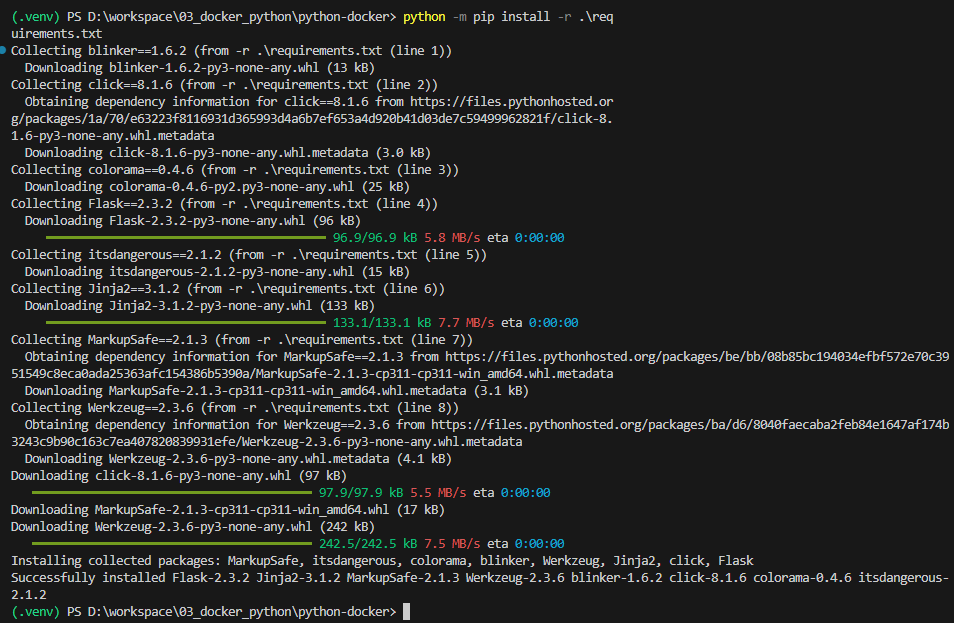 (.venv) PS D:\workspace\03_docker_python\python-docker> python -m pip install -r .\req
uirements.txt
Collecting blinker==1.6.2 (from -r .\requirements.txt (line 1))
  Downloading blinker-1.6.2-py3-none-any.whl (13 kB)
Collecting click==8.1.6 (from -r .\requirements.txt (line 2))
  Obtaining dependency information for click==8.1.6 from https://files.pythonhosted.or
g/packages/1a/70/e63223f8116931d365993d4a6b7ef653a4d920b41d03de7c59499962821f/click-8.
1.6-py3-none-any.whl.metadata
  Downloading click-8.1.6-py3-none-any.whl.metadata (3.0 kB)
Collecting colorama==0.4.6 (from -r .\requirements.txt (line 3))
  Downloading colorama-0.4.6-py2.py3-none-any.whl (25 kB)
Collecting Flask==2.3.2 (from -r .\requirements.txt (line 4))
  Downloading Flask-2.3.2-py3-none-any.whl (96 kB)
     96.9/96.9 kB 5.8 MB/s eta 0:00:00
Collecting itsdangerous==2.1.2 (from -r .\requirements.txt (line 5))
  Downloading itsdangerous-2.1.2-py3-none-any.whl (15 kB)
Collecting Jinja2==3.1.2 (from -r .\requirements.txt (line 6))
  Downloading Jinja2-3.1.2-py3-none-any.whl (133 kB)
     133.1/133.1 kB 7.7 MB/s eta 0:00:00
Collecting MarkupSafe==2.1.3 (from -r .\requirements.txt (line 7))
  Obtaining dependency information for MarkupSafe==2.1.3 from https://files.pythonhosted.org/packages/be/bb/08b85bc194034efbf572e70c39
51549c8eca0ada25363afc154386b5390a/MarkupSafe-2.1.3-cp311-cp311-win_amd64.whl.metadata
  Downloading MarkupSafe-2.1.3-cp311-cp311-win_amd64.whl.metadata (3.1 kB)
Collecting Werkzeug==2.3.6 (from -r .\requirements.txt (line 8))
  Obtaining dependency information for Werkzeug==2.3.6 from https://files.pythonhosted.org/packages/ba/d6/8040faecaba2feb84e1647af174b
3243c9b90c163c7ea407820839931efe/Werkzeug-2.3.6-py3-none-any.whl.metadata
  Downloading Werkzeug-2.3.6-py3-none-any.whl.metadata (4.1 kB)
Downloading click-8.1.6-py3-none-any.whl (97 kB)
   97.9/97.9 kB 5.5 MB/s eta 0:00:00
Downloading MarkupSafe-2.1.3-cp311-cp311-win_amd64.whl (17 kB)
Downloading Werkzeug-2.3.6-py3-none-any.whl (242 kB)
   242.5/242.5 kB 7.5 MB/s eta 0:00:00
Installing collected packages: MarkupSafe, itsdangerous, colorama, blinker, Werkzeug, Jinja2, click, Flask
Successfully installed Flask-2.3.2 Jinja2-3.1.2 MarkupSafe-2.1.3 Werkzeug-2.3.6 blinker-1.6.2 click-8.1.6 colorama-0.4.6 itsdangerous-
2.1.2
(.venv) PS D:\workspace\03_docker_python\python-docker>